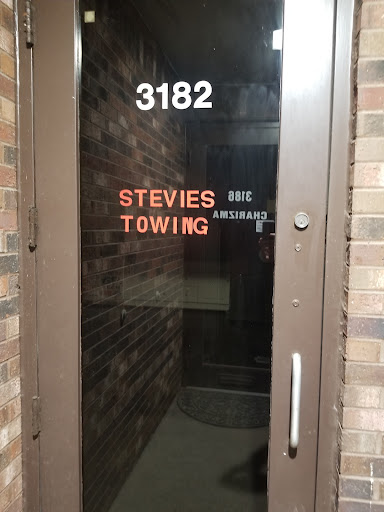 3182
STEVIES
TOWING
3186
CHARIZMA